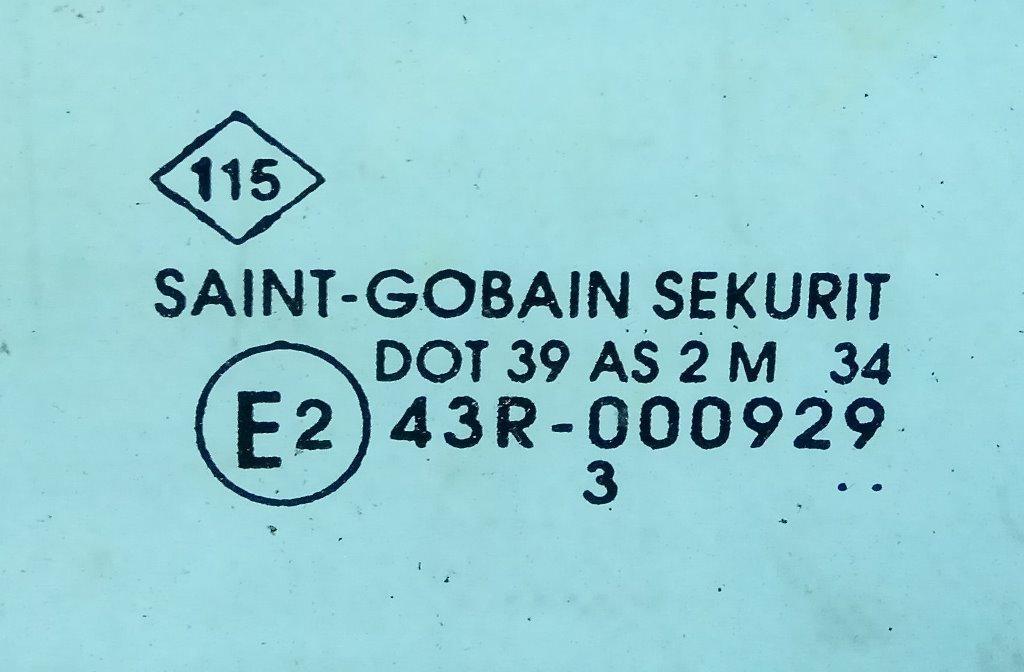 115
SAINT-GOBAIN SEKURIT
DOT 39 AS 2 M 34
E2 43R-000929
3 ..